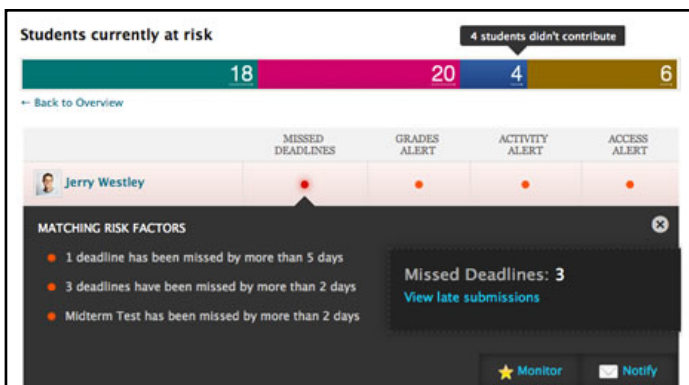 Students currently at risk
4 students didn't contribute
18 20 4 6
← Back to Overview
MISSED DEADLINES
GRADES ALERT
ACTIVITY ALERT
ACCESS ALERT
Jerry Westley
MATCHING RISK FACTORS
1 deadline has been missed by more than 5 days
3 deadlines have been missed by more than 2 days
Midterm Test has been missed by more than 2 days
Missed Deadlines: 3
View late submissions
Monitor
Notify